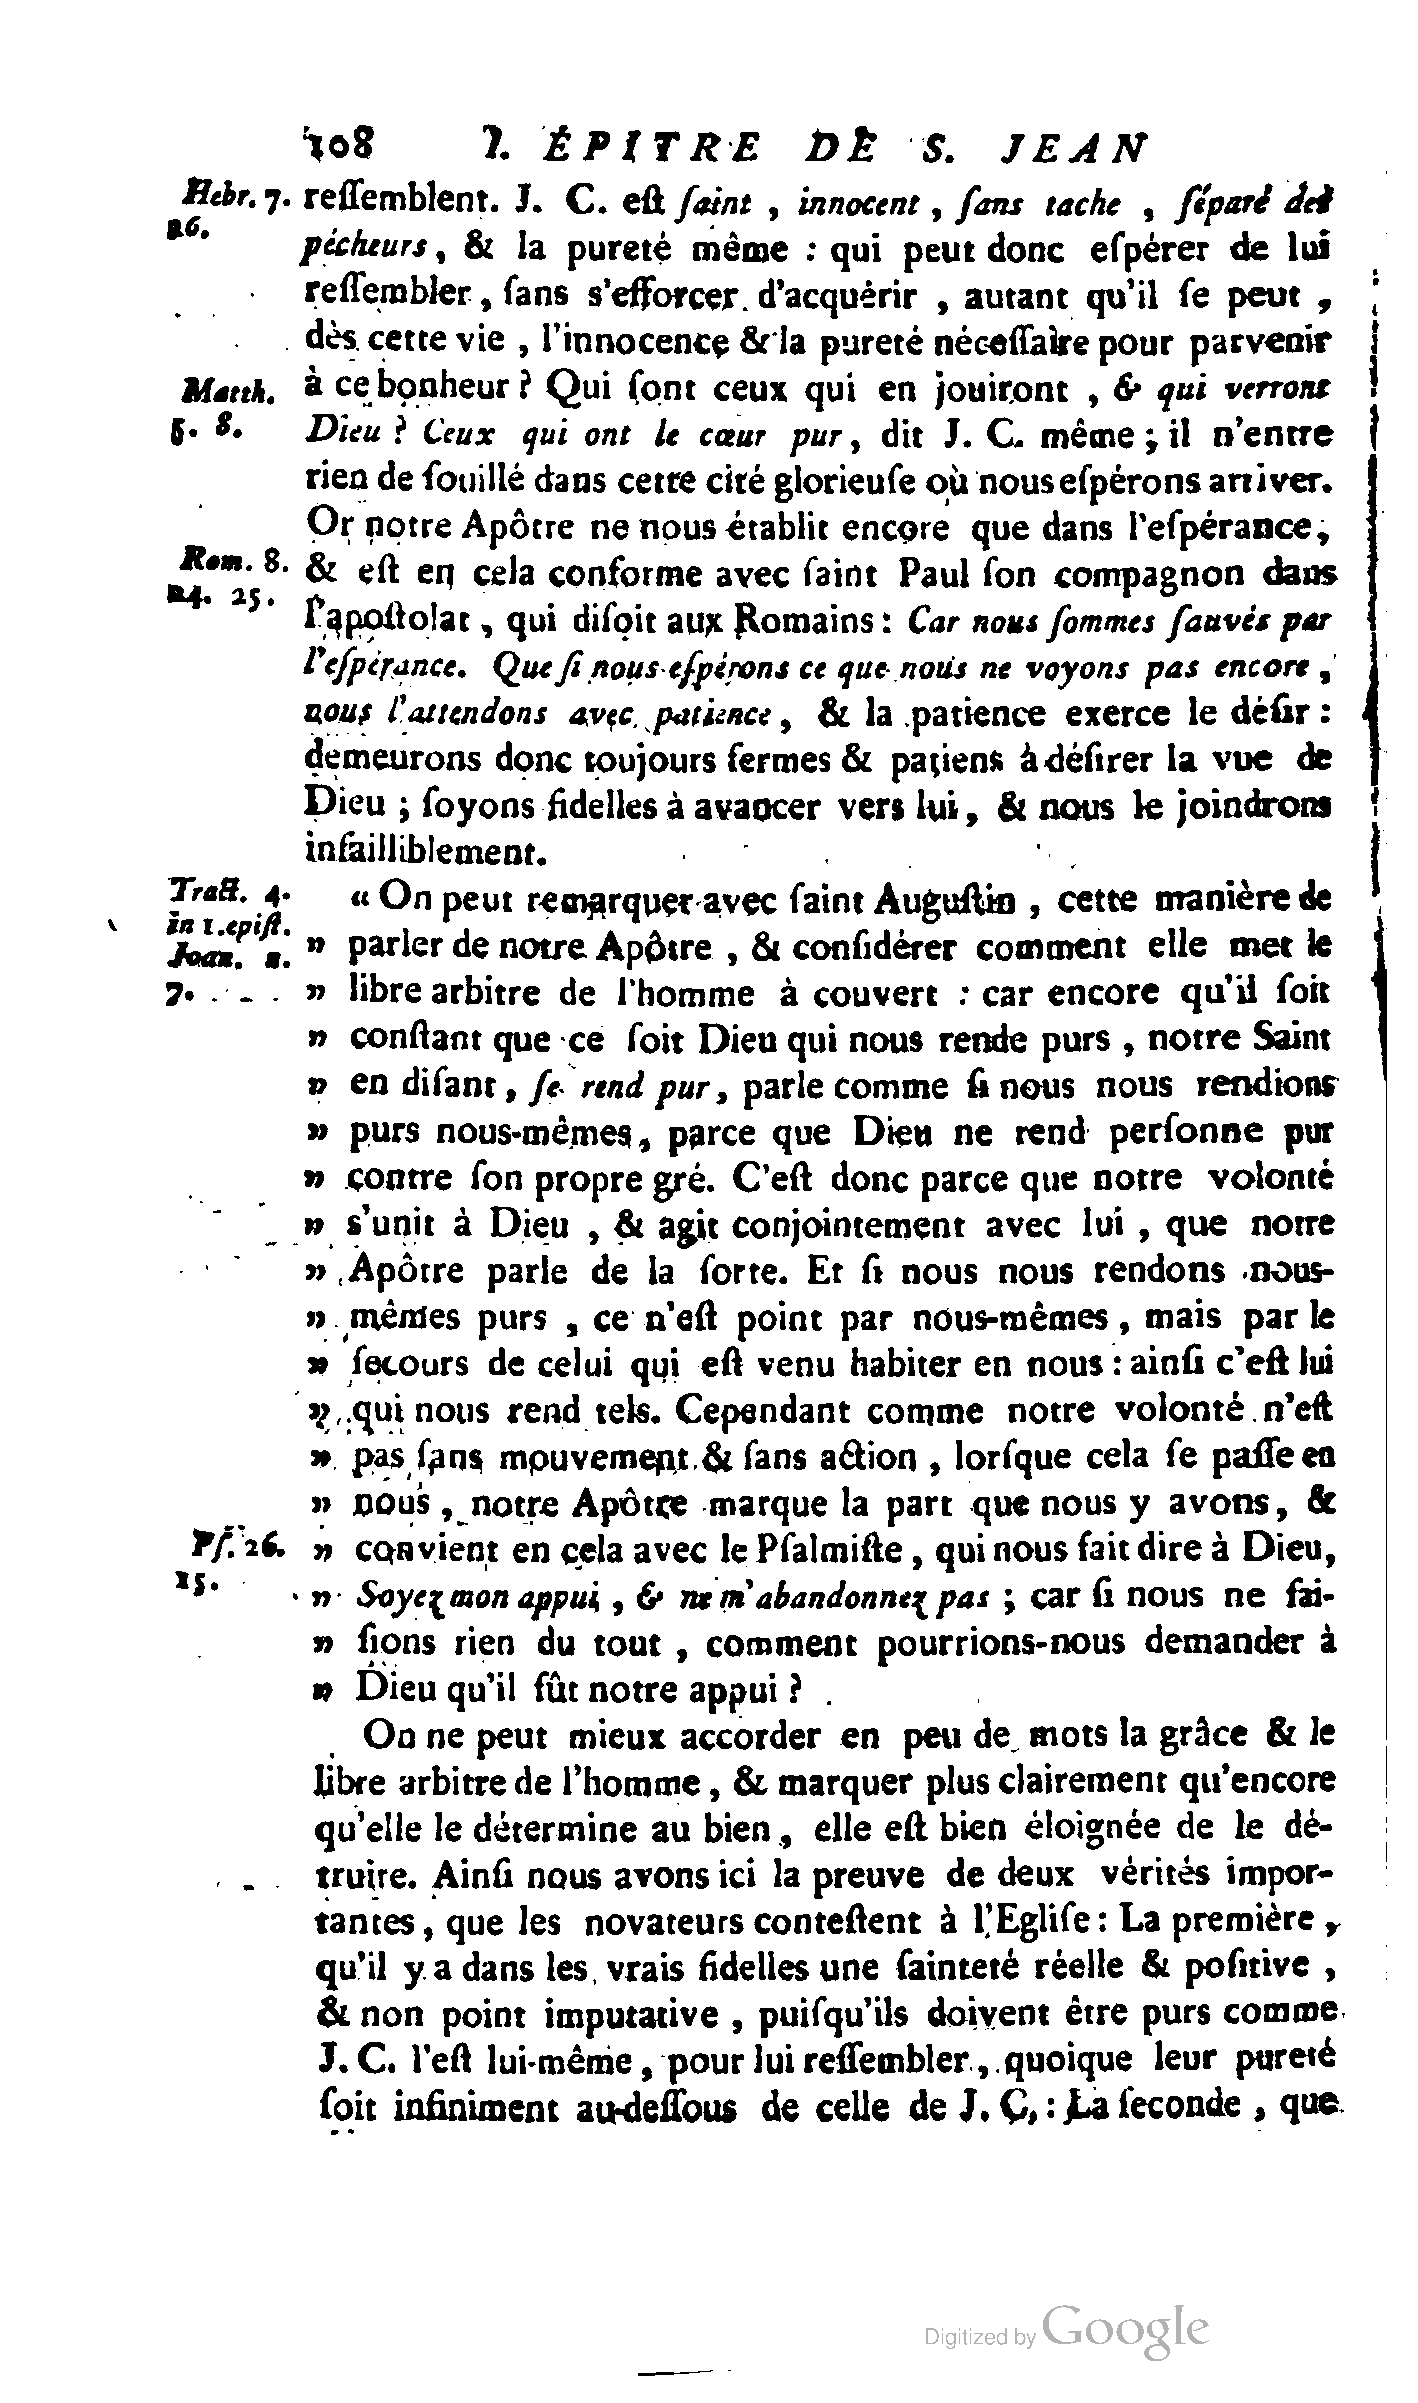 108 I. ÉPITRE DE S. JEAN
Hebr. 7. reſſemblent. J. C. eſt ſaint , innocent , ſans tache , ſéparé des
26.
pécheurs, & la pureté même : qui peut donc eſpérer de lui
reſſembler, ſans s'efforcer d'acquérir , autant qu'il ſe peut ,
dès cette vie , l'innocence & la pureté néceſſaire pour parvenir
Matth. à ce bonheur ? Qui ſont ceux qui en jouiront , & qui verront
5. 8. Dieu ? Ceux qui ont le cœur pur, dit J. C. même ; il n'entre
rien de ſouillé dans cette cité glorieuſe où nous eſpérons arriver.
Or notre Apôtre ne nous établit encore que dans l'eſpérance,
Rom. 8. & eſt en cela conforme avec ſaint Paul ſon compagnon dans
24. 25.
l'apoſtolat, qui diſoit aux Romains : Car nous ſommes ſauvés par
l'eſpérance. Que ſi nous eſpérons ce que nous ne voyons pas encore ,
nous l'attendons avec patience, & la patience exerce le déſir :
demeurons donc toujours fermes & patiens à déſirer la vue de
Dieu ; ſoyons fidelles à avancer vers lui, & nous le joindrons
infailliblement.
Tract. 4. « On peut remarquer avec ſaint Auguſtin , cette manière de
in 1. epiſt.
Joan. n. » parler de notre Apôtre , & conſidérer comment elle met le
7. » libre arbitre de l'homme à couvert : car encore qu'il ſoit
» conſtant que ce ſoit Dieu qui nous rende purs , notre Saint
» en diſant, ſe rend pur, parle comme ſi nous nous rendions
» purs nous-mêmes, parce que Dieu ne rend perſonne pur
» contre ſon propre gré. C'eſt donc parce que notre volonté
» s'unit à Dieu , & agit conjointement avec lui , que notre
» Apôtre parle de la ſorte. Et ſi nous nous rendons nous-
» mêmes purs , ce n'eſt point par nous-mêmes , mais par le
» ſecours de celui qui eſt venu habiter en nous : ainſi c'eſt lui
» qui nous rend tels. Cependant comme notre volonté n'eſt
» pas ſans mouvement & ſans action , lorſque cela ſe paſſe en
» nous , notre Apôtre marque la part que nous y avons, &
Pſ. 26. » convient en cela avec le Pſalmiſte, qui nous fait dire à Dieu,
15.
» Soyez mon appui , & ne m'abandonnez pas ; car ſi nous ne fai-
» ſions rien du tout , comment pourrions-nous demander à
» Dieu qu'il fût notre appui ?
On ne peut mieux accorder en peu de mots la grâce & le
libre arbitre de l'homme, & marquer plus clairement qu'encore
qu'elle le détermine au bien, elle eſt bien éloignée de le dé-
truire. Ainſi nous avons ici la preuve de deux vérités impor-
tantes, que les novateurs conteſtent à l'Egliſe : La première,
qu'il y a dans les vrais fidelles une ſainteté réelle & poſitive ,
& non point imputative , puiſqu'ils doivent être purs comme
J. C. l'eſt lui-même, pour lui reſſembler, quoique leur pureté
ſoit infiniment au-deſſous de celle de J. C. : La ſeconde , que
Digitized by Google